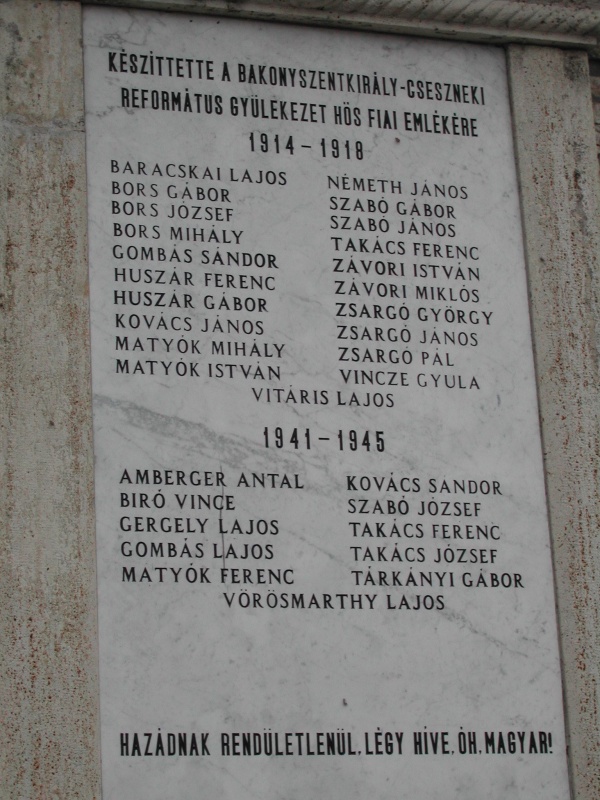 KÉSZÍTTETTE A BAKONYSZENTKIRÁLY-CSESZNEKI
REFORMÁTUS GYÜLEKEZET HŐS FIAI EMLÉKÉRE
1914 – 1918
BARACSKAI LAJOS
BORS GÁBOR
BORS JÓZSEF
BORS MIHÁLY
GOMBÁS SÁNDOR
HUSZÁR FERENC
HUSZÁR GÁBOR
KOVÁCS JÁNOS
MATYÓK MIHÁLY
MATYÓK ISTVÁN
NÉMETH JÁNOS
SZABÓ GÁBOR
SZABÓ JÁNOS
TAKÁCS FERENC
ZÁVORI ISTVÁN
ZÁVORI MIKLÓS
ZSARGÓ GYÖRGY
ZSARGÓ JÁNOS
ZSARGÓ PÁL
VINCZE GYULA
VITÁRIS LAJOS
1941 – 1945
AMBERGER ANTAL
BIRÓ VINCE
GERGELY LAJOS
GOMBÁS LAJOS
MATYÓK FERENC
KOVÁCS SÁNDOR
SZABÓ JÓZSEF
TAKÁCS FERENC
TAKÁCS JÓZSEF
TÁRKÁNYI GÁBOR
VÖRÖSMARTHY LAJOS
HAZÁDNAK RENDÜLETLENÜL, LÉGY HÍVE, ÓH, MAGYAR!